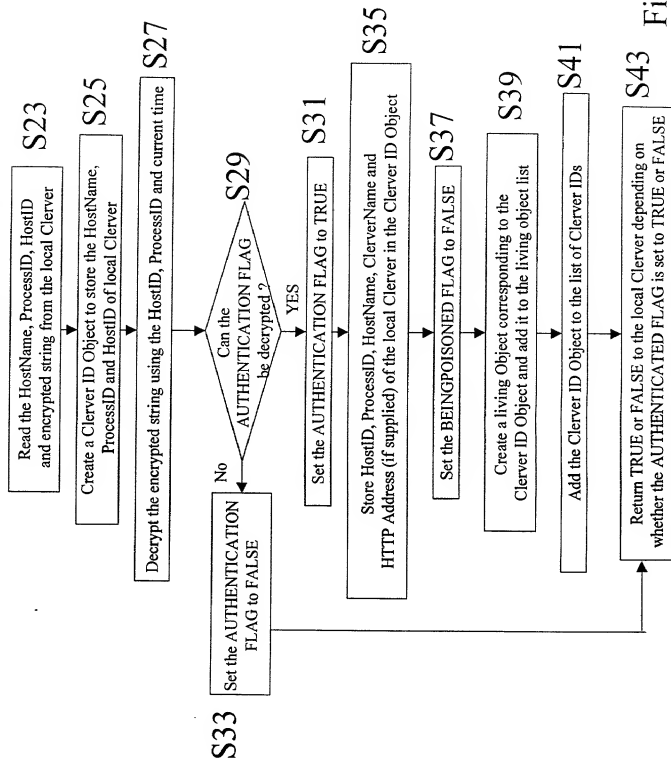 Read the HostName, ProcessID, HostID
and encrypted string from the local Clerver
S23
Create a Clerver ID Object to store the HostName,
ProcessID and HostID of local Clerver
S25
Decrypt the encrypted string using the HostID, ProcessID and current time
S27
Can the
AUTHENTICATION FLAG
be decrypted ?
S29
No
YES
Set the AUTHENTICATION
FLAG to FALSE
S33
Set the AUTHENTICATION FLAG to TRUE
S31
Store HostID, ProcessID, HostName, ClerverName and
HTTP Address (if supplied) of the local Clerver in the Clerver ID Object
S35
Set the BEINGPOISONED FLAG to FALSE
S37
Create a living Object corresponding to the
Clerver ID Object and add it to the living object list
S39
Add the Clerver ID Object to the list of Clerver IDs
S41
Return TRUE or FALSE to the local Clerver depending on
whether the AUTHENTICATED FLAG is set to TRUE or FALSE
S43